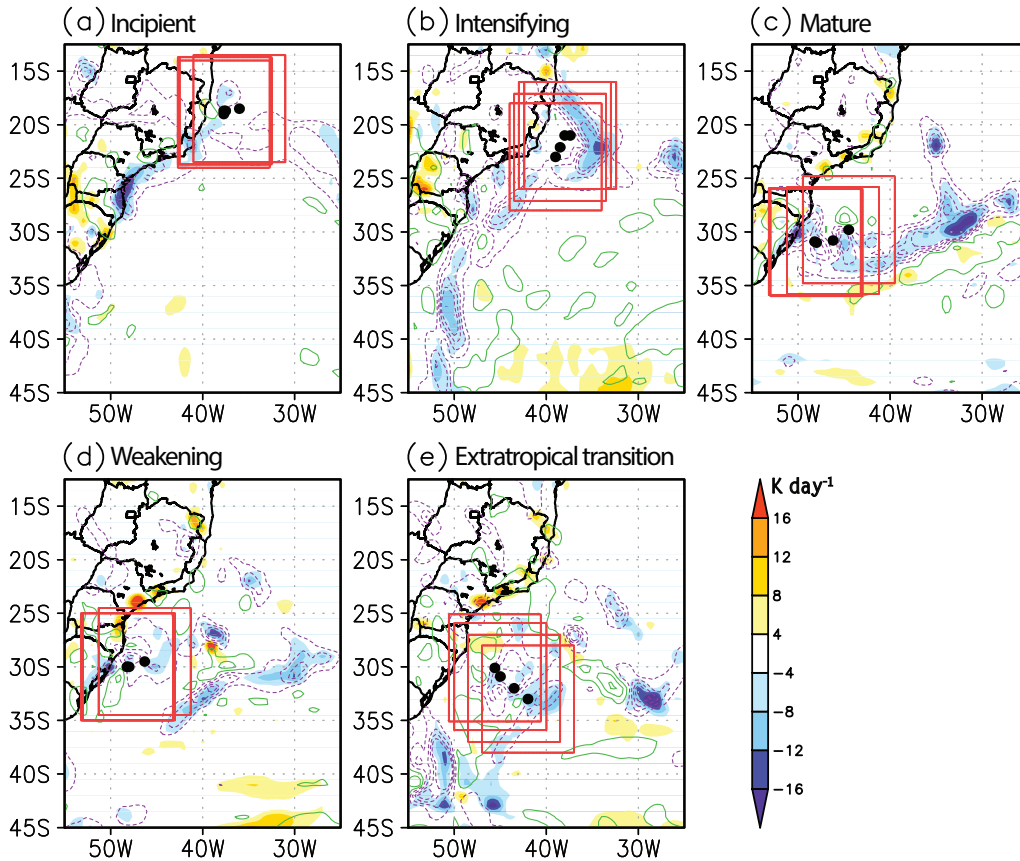 (a) Incipient
(b) Intensifying
(c) Mature
15S
20S
25S
30S
35S
40S
45S
50W
40W
30W
15S
20S
25S
30S
35S
40S
45S
50W
40W
30W
15S
20S
25S
30S
35S
40S
45S
50W
40W
30W
(d) Weakening
(e) Extratropical transition
15S
20S
25S
30S
35S
40S
45S
50W
40W
30W
15S
20S
25S
30S
35S
40S
45S
50W
40W
30W
K day⁻¹
16
12
8
4
−4
−8
−12
−16